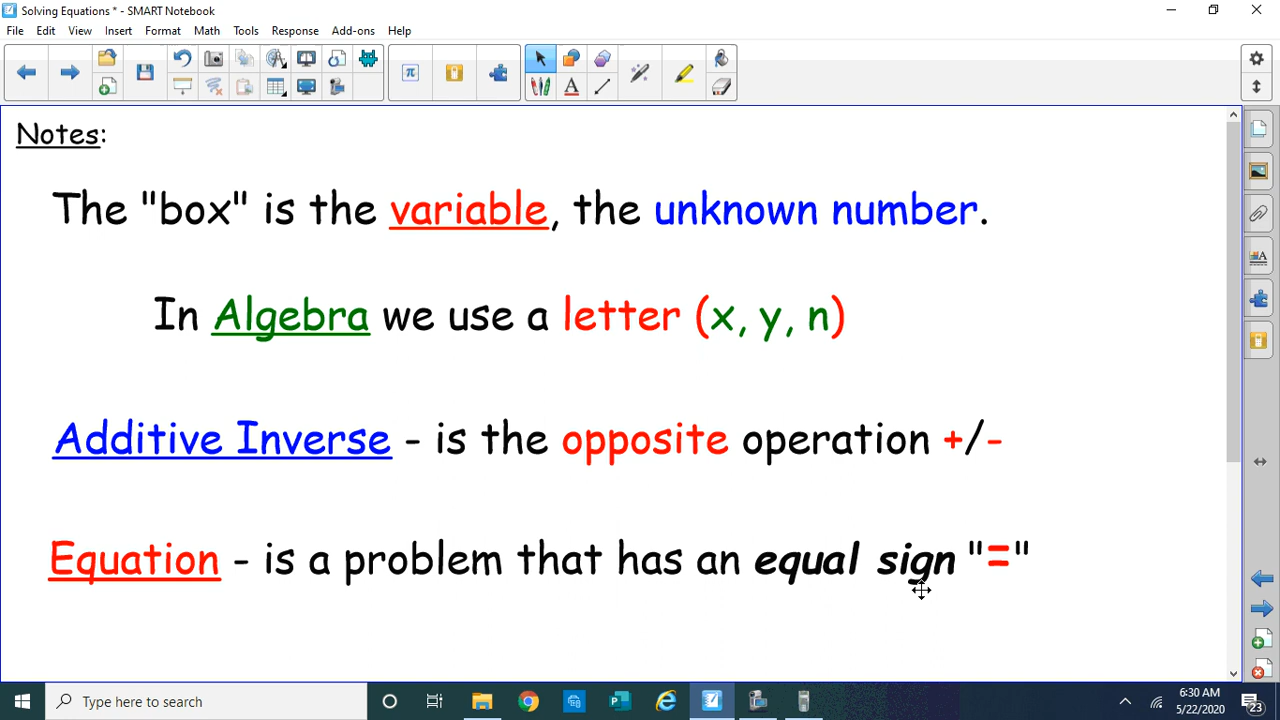 Solving Equations * - SMART Notebook
File Edit View Insert Format Math Tools Response Add-ons Help
Notes:
The "box" is the variable, the unknown number.
In Algebra we use a letter (x, y, n)
Additive Inverse - is the opposite operation +/-
Equation - is a problem that has an equal sign "="
Type here to search
6:30 AM
5/22/2020
23